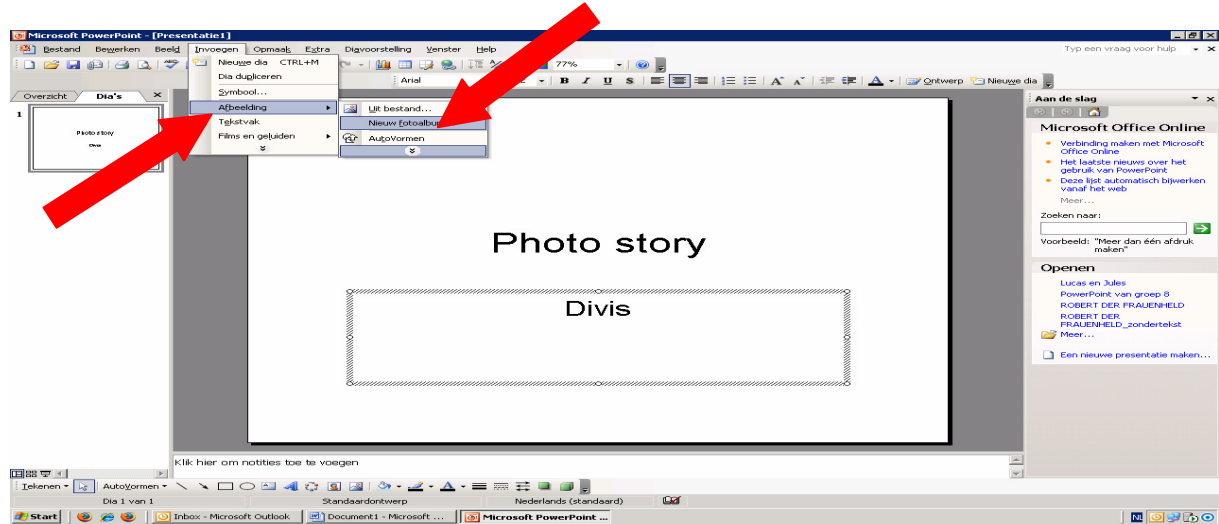 Microsoft PowerPoint - [Presentatie1]
Bestand Bewerken Beeld Invoegen Opmaak Extra Diavoorstelling Venster Help
Typ een vraag voor hulp
77%
Arial
B I U S
Ontwerp Nieuwe dia
Nieuwe dia CTRL+M
Dia dupliceren
Symbool...
Afbeelding
Tekstvak
Films en geluiden
Uit bestand...
Nieuw fotoalbum
AutoVormen
Overzicht Dia's
1
Photo story
Divis
Photo story
Divis
Klik hier om notities toe te voegen
Aan de slag
Microsoft Office Online
Verbinding maken met Microsoft
Office Online
Het laatste nieuws over het
gebruik van PowerPoint
Deze lijst automatisch bijwerken
vanaf het web
Meer...
Zoeken naar:
Voorbeeld: "Meer dan één afdruk
maken"
Openen
Lucas en Jules
PowerPoint van groep 8
ROBERT DER FRAUENHELD
ROBERT DER
FRAUENHELD_zondertekst
Meer...
Een nieuwe presentatie maken...
Tekenen AutoVormen
Dia 1 van 1 Standaardontwerp Nederlands (standaard)
Start Inbox - Microsoft Outlook Document1 - Microsoft ... Microsoft PowerPoint ...
NL